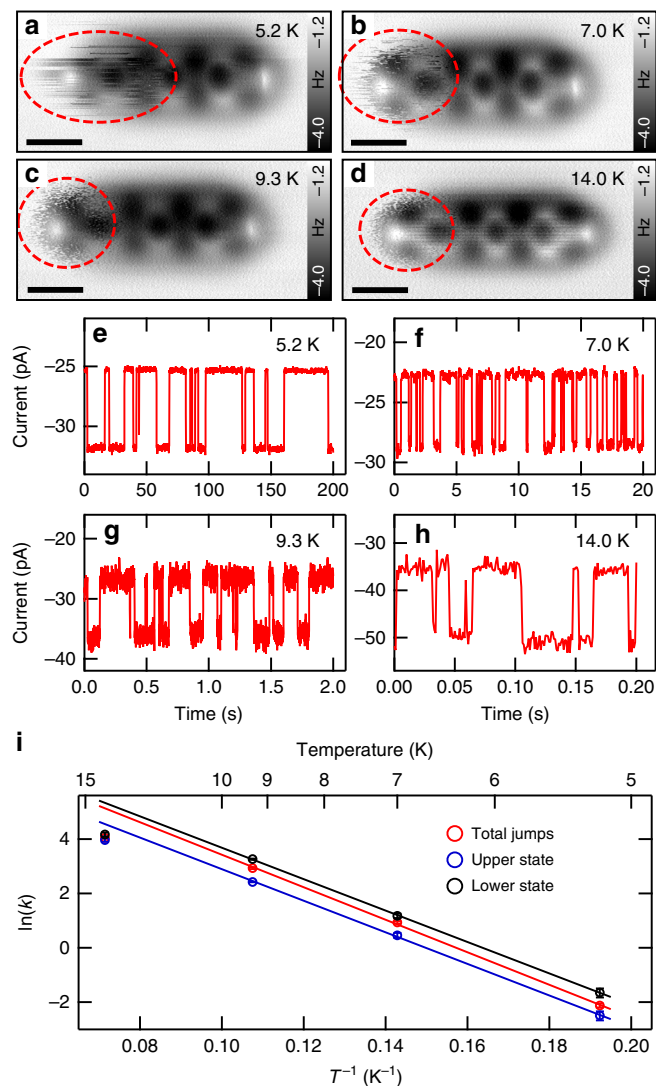 a 5.2 K −1.2 Hz −4.0
b 7.0 K −1.2 Hz −4.0
c 9.3 K −1.2 Hz −4.0
d 14.0 K −1.2 Hz −4.0
e 5.2 K
Current (pA)
−25
−31
0 50 100 150 200
f 7.0 K
−20
−25
−30
0 5 10 15 20
g 9.3 K
Current (pA)
−20
−30
−40
0.0 0.5 1.0 1.5 2.0
Time (s)
h 14.0 K
−30
−40
−50
0.00 0.05 0.10 0.15 0.20
Time (s)
i
Temperature (K)
15 10 9 8 7 6 5
ln(k)
4
2
0
−2
Total jumps
Upper state
Lower state
0.08 0.10 0.12 0.14 0.16 0.18 0.20
T⁻¹ (K⁻¹)